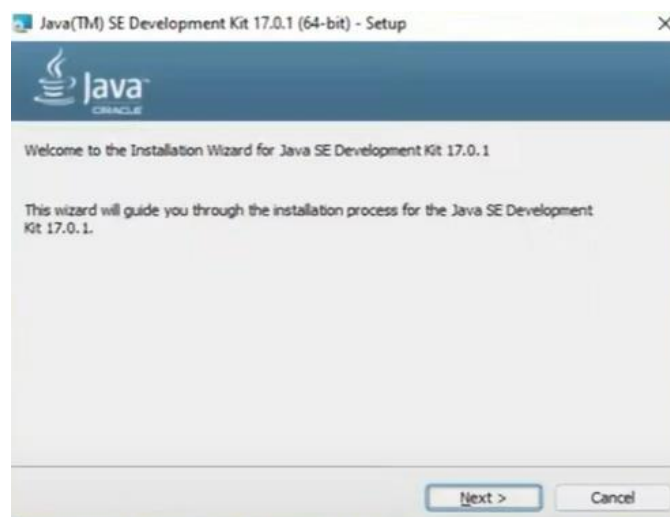 Java(TM) SE Development Kit 17.0.1 (64-bit) - Setup
Java
ORACLE
Welcome to the Installation Wizard for Java SE Development Kit 17.0.1
This wizard will guide you through the installation process for the Java SE Development
Kit 17.0.1.
Next >
Cancel